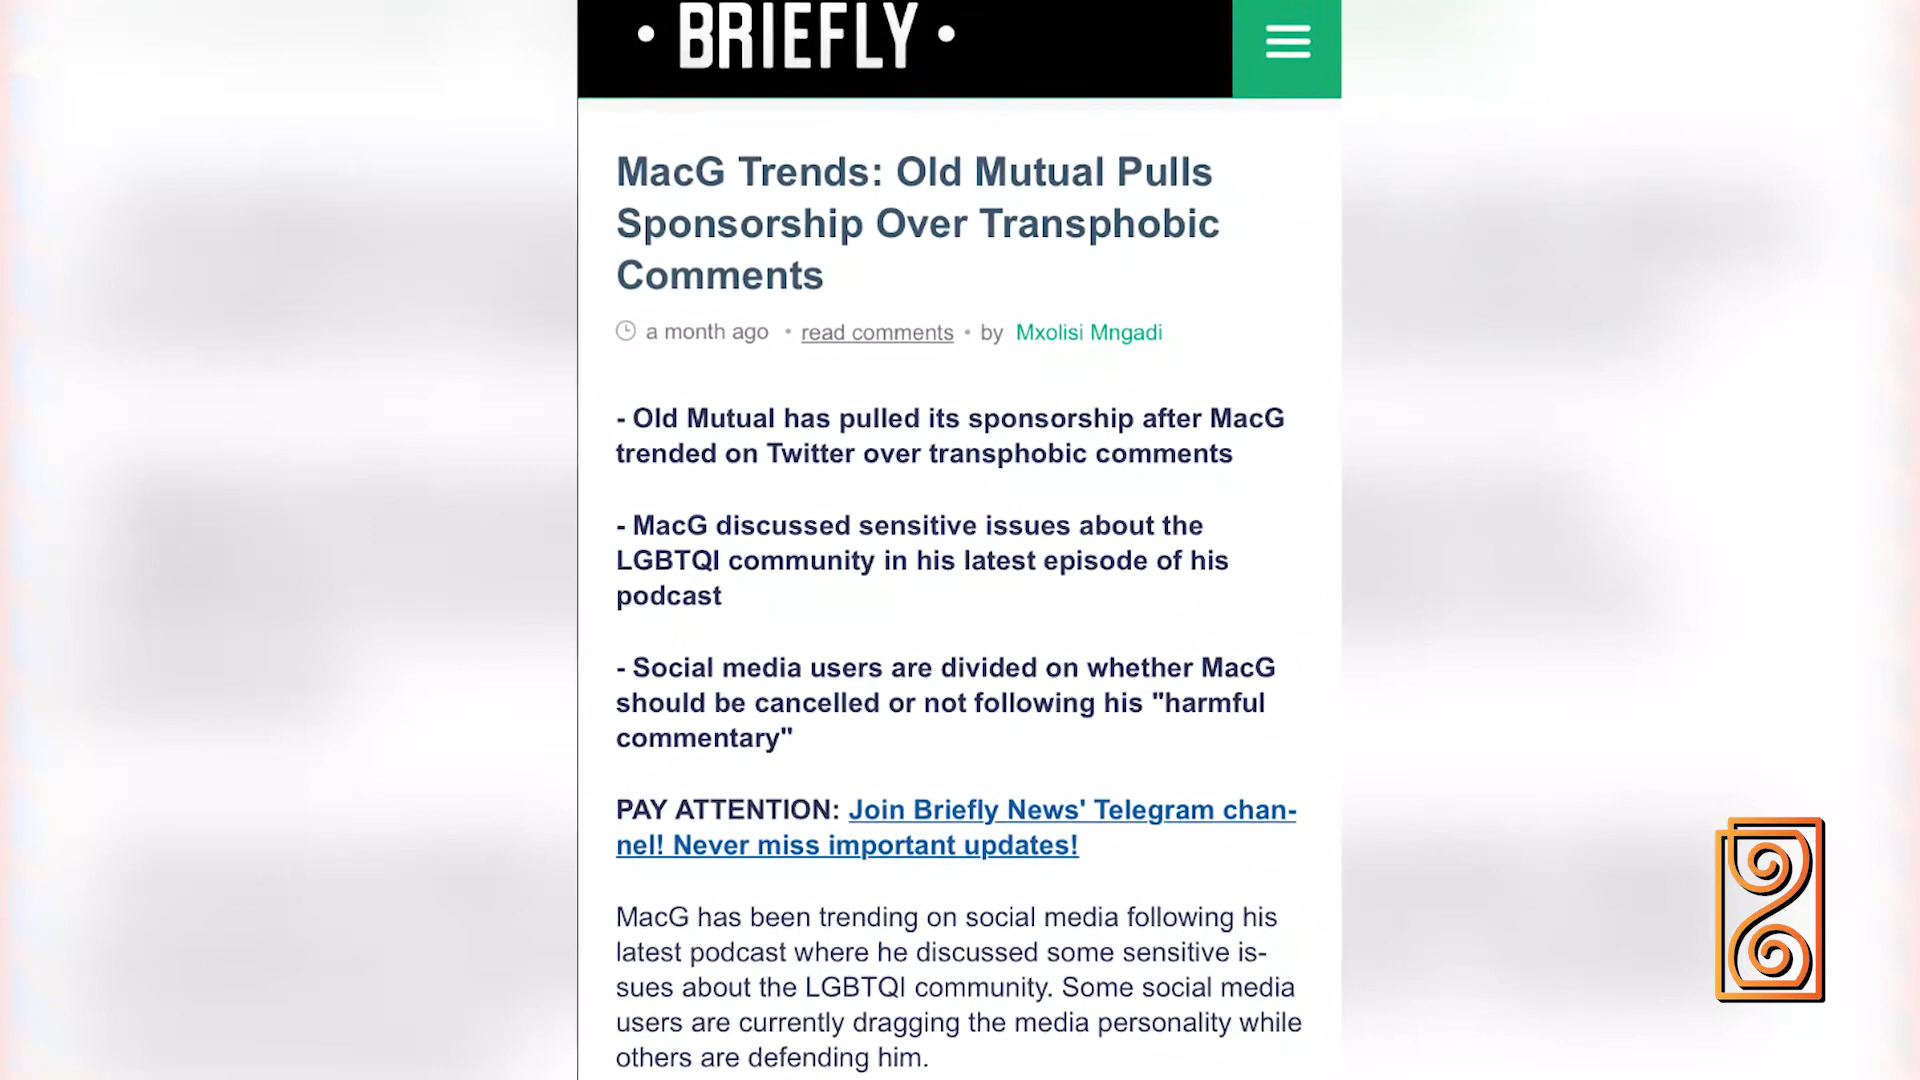 • BRIEFLY •
MacG Trends: Old Mutual Pulls
Sponsorship Over Transphobic
Comments
a month ago • read comments • by Mxolisi Mngadi
- Old Mutual has pulled its sponsorship after MacG
trended on Twitter over transphobic comments
- MacG discussed sensitive issues about the
LGBTQI community in his latest episode of his
podcast
- Social media users are divided on whether MacG
should be cancelled or not following his "harmful
commentary"
PAY ATTENTION: Join Briefly News' Telegram chan-
nel! Never miss important updates!
MacG has been trending on social media following his
latest podcast where he discussed some sensitive is-
sues about the LGBTQI community. Some social media
users are currently dragging the media personality while
others are defending him.